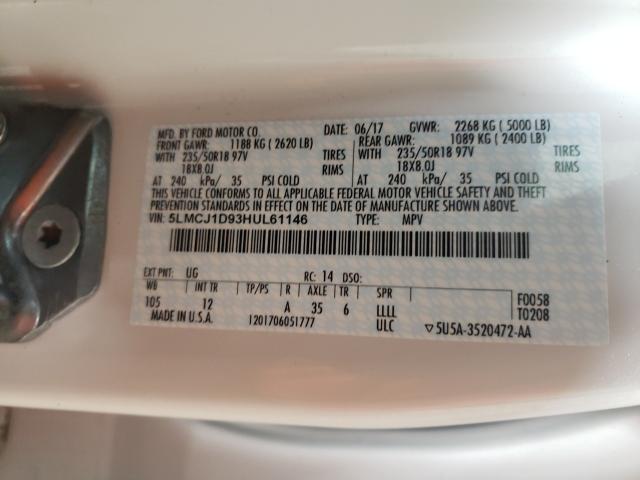 MFD. BY FORD MOTOR CO. DATE: 06/17 GVWR: 2268 KG ( 5000 LB)
FRONT GAWR: 1188 KG ( 2620 LB) REAR GAWR: 1089 KG ( 2400 LB)
WITH 235/50R18 97V TIRES WITH 235/50R18 97V TIRES
18X8.0J RIMS 18X8.0J RIMS
AT 240 kPa/ 35 PSI COLD AT 240 kPa/ 35 PSI COLD
THIS VEHICLE CONFORMS TO ALL APPLICABLE FEDERAL MOTOR VEHICLE SAFETY AND THEFT
PREVENTION STANDARDS IN EFFECT ON THE DATE OF MANUFACTURE SHOWN ABOVE.
VIN: 5LMCJ1D93HUL61146 TYPE: MPV
EXT PNT: UG RC: 14 DSO:
WB INT TR TP/PS R AXLE TR SPR F0058
105 12 A 35 6 LLLL T0208
MADE IN U.S.A. 1201706051777 ULC ▽5U5A-3520472-AA